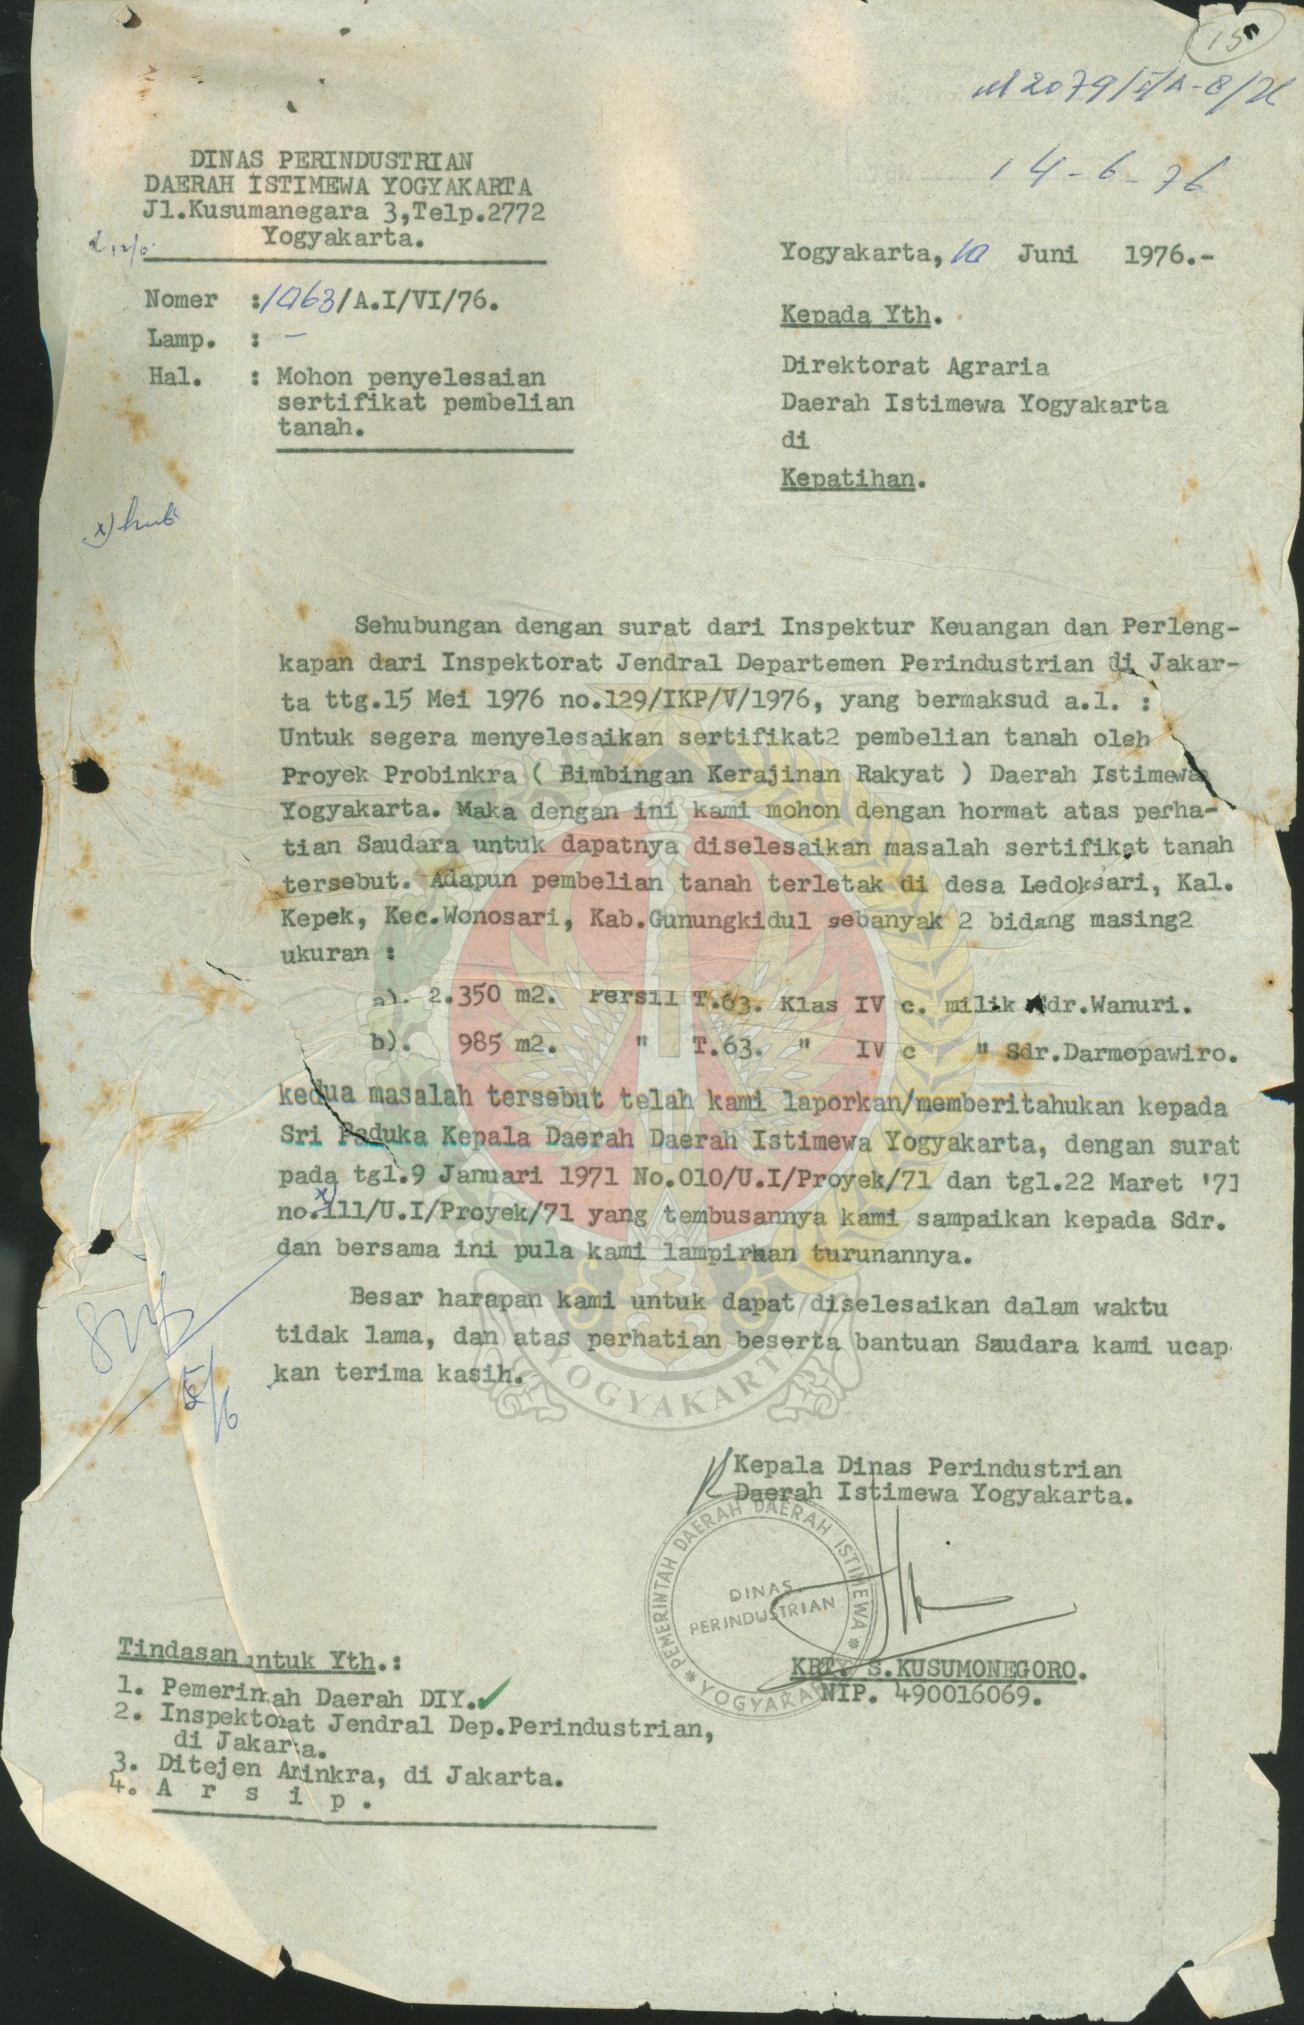 15
2079/I/A-8/76
14-6-76
DINAS PERINDUSTRIAN
DAERAH ISTIMEWA YOGYAKARTA
Jl.Kusumanegara 3,Telp.2772
Yogyakarta.
Yogyakarta, 10 Juni 1976.-
Nomer :1063/A.I/VI/76.
Lamp. : -
Hal. : Mohon penyelesaian
sertifikat pembelian
tanah.
Kepada Yth.
Direktorat Agraria
Daerah Istimewa Yogyakarta
di
Kepatihan.
x) hub
Sehubungan dengan surat dari Inspektur Keuangan dan Perleng-
kapan dari Inspektorat Jendral Departemen Perindustrian di Jakar-
ta ttg.15 Mei 1976 no.129/IKP/V/1976, yang bermaksud a.l. :
Untuk segera menyelesaikan sertifikat2 pembelian tanah oleh
Proyek Probinkra ( Bimbingan Kerajinan Rakyat ) Daerah Istimewa
Yogyakarta. Maka dengan ini kami mohon dengan hormat atas perha-
tian Saudara untuk dapatnya diselesaikan masalah sertifikat tanah
tersebut. Adapun pembelian tanah terletak di desa Ledoksari, Kal.
Kepek, Kec.Wonosari, Kab.Gunungkidul sebanyak 2 bidang masing2
ukuran :
a). 2.350 m2. Persil T.63. Klas IV c. milik Sdr.Wanuri.
b). 985 m2. " T.63. " IV c " Sdr.Darmopawiro.
kedua masalah tersebut telah kami laporkan/memberitahukan kepada
Sri Paduka Kepala Daerah Daerah Istimewa Yogyakarta, dengan surat
pada tgl.9 Januari 1971 No.010/U.I/Proyek/71 dan tgl.22 Maret '71
x)
no.111/U.I/Proyek/71 yang tembusannya kami sampaikan kepada Sdr.
dan bersama ini pula kami lampirkan turunannya.
Besar harapan kami untuk dapat diselesaikan dalam waktu
tidak lama, dan atas perhatian beserta bantuan Saudara kami ucap
kan terima kasih.
YOGYAKARTA
Kepala Dinas Perindustrian
Daerah Istimewa Yogyakarta.
PEMERINTAH DAERAH DAERAH ISTIMEWA * YOGYAKARTA *
DINAS
PERINDUSTRIAN
KRT. S.KUSUMONEGORO.
NIP. 490016069.
Tindasan untuk Yth.:
1. Pemerintah Daerah DIY.
2. Inspektorat Jendral Dep.Perindustrian,
di Jakarta.
3. Ditejen Aninkra, di Jakarta.
4. A r s i p .